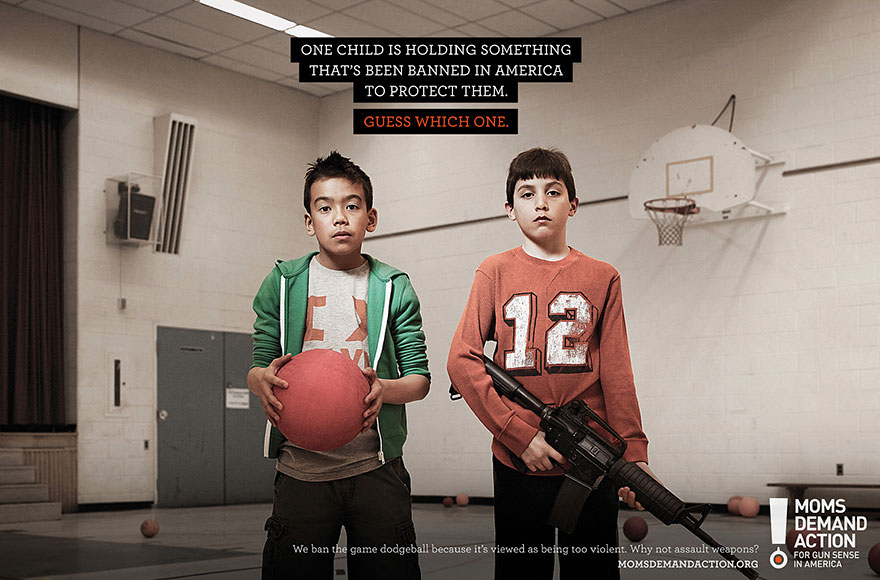 ONE CHILD IS HOLDING SOMETHING
THAT'S BEEN BANNED IN AMERICA
TO PROTECT THEM.
GUESS WHICH ONE.
12
We ban the game dodgeball because it's viewed as being too violent. Why not assault weapons?
MOMSDEMANDACTION.ORG
MOMS
DEMAND
ACTION
FOR GUN SENSE
IN AMERICA